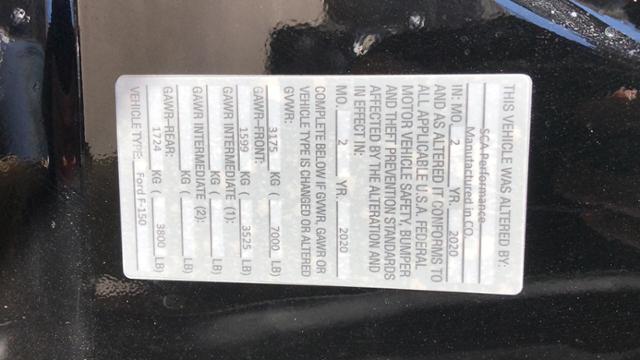 THIS VEHICLE WAS ALTERED BY:
SCA Performance
Manufactured in CO
IN: MO. 2 YR. 2020
AND AS ALTERED IT CONFORMS TO
ALL APPLICABLE U.S.A. FEDERAL
MOTOR VEHICLE SAFETY, BUMPER
AND THEFT PREVENTION STANDARDS
AFFECTED BY THE ALTERATION AND
IN EFFECT IN:
MO. 2 YR. 2020
COMPLETE BELOW IF GVWR, GAWR OR
VEHICLE TYPE IS CHANGED OR ALTERED
GVWR:
3175 KG ( 7000 LB)
GAWR-FRONT:
1599 KG ( 3525 LB)
GAWR INTERMEDIATE (1):
KG ( LB)
GAWR INTERMEDIATE (2):
KG ( LB)
GAWR-REAR:
1724 KG ( 3800 LB)
VEHICLE TYPE: Ford F-150